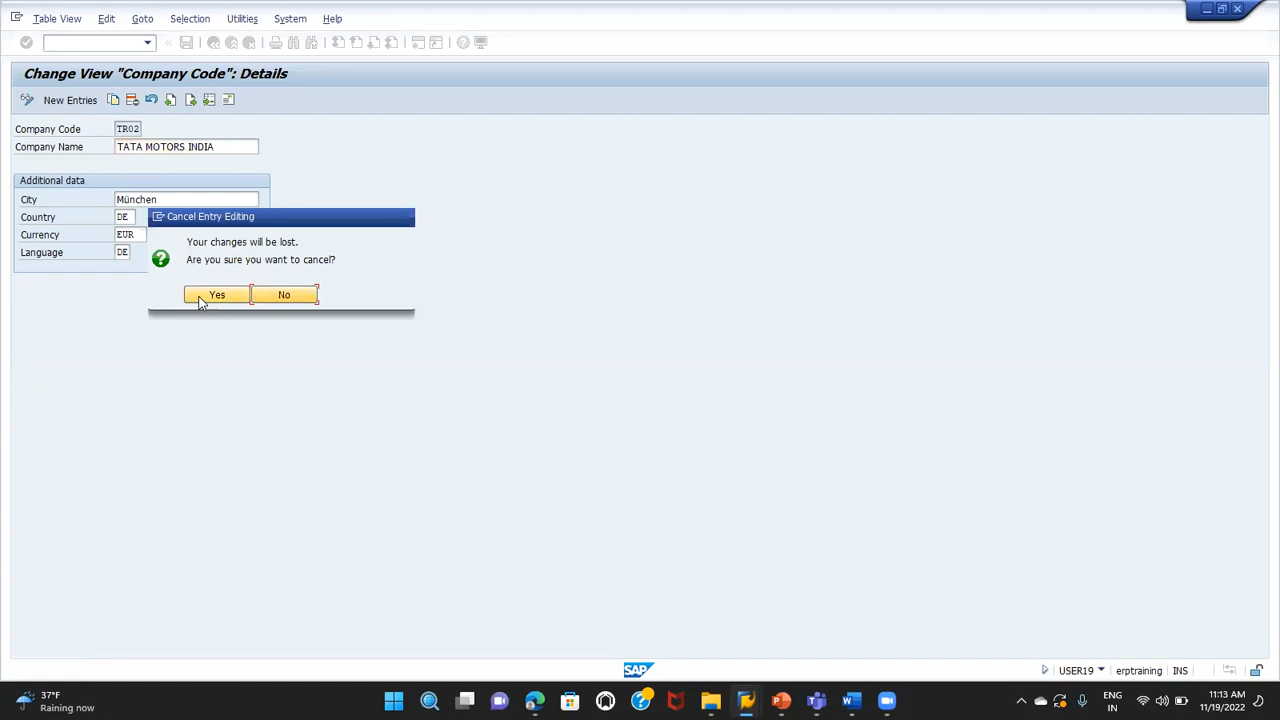 Table View Edit Goto Selection Utilities System Help
Change View "Company Code": Details
New Entries
Company Code TR02
Company Name TATA MOTORS INDIA
Additional data
City München
Country DE
Currency EUR
Language DE
Cancel Entry Editing
Your changes will be lost.
Are you sure you want to cancel?
Yes No
SAP
USER19 erptraining INS
37°F
Raining now
ENG
IN
11:13 AM
11/19/2022